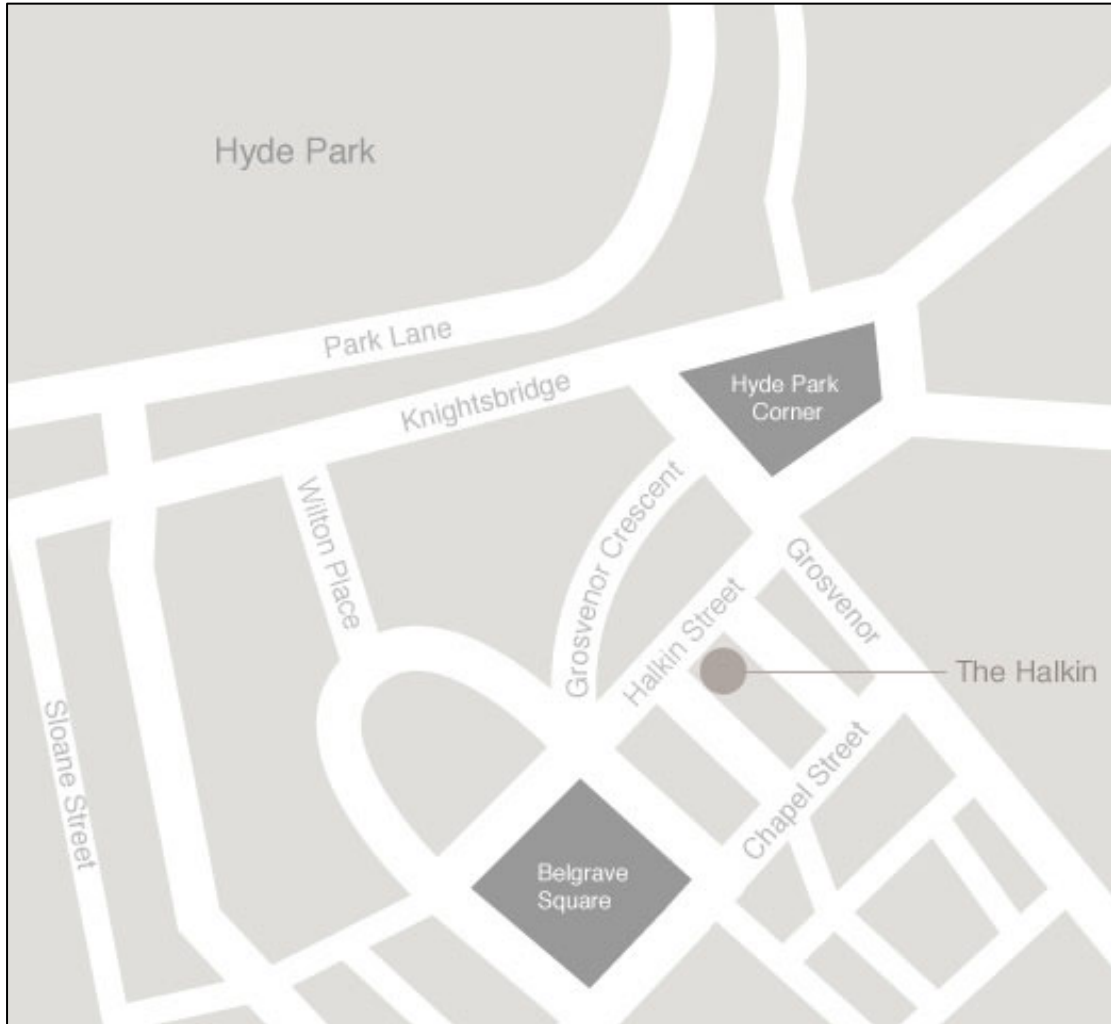 Hyde Park
Park Lane
Knightsbridge
Hyde Park
Corner
Wilton Place
Grosvenor Crescent
Grosvenor
Halkin Street
The Halkin
Sloane Street
Chapel Street
Belgrave
Square